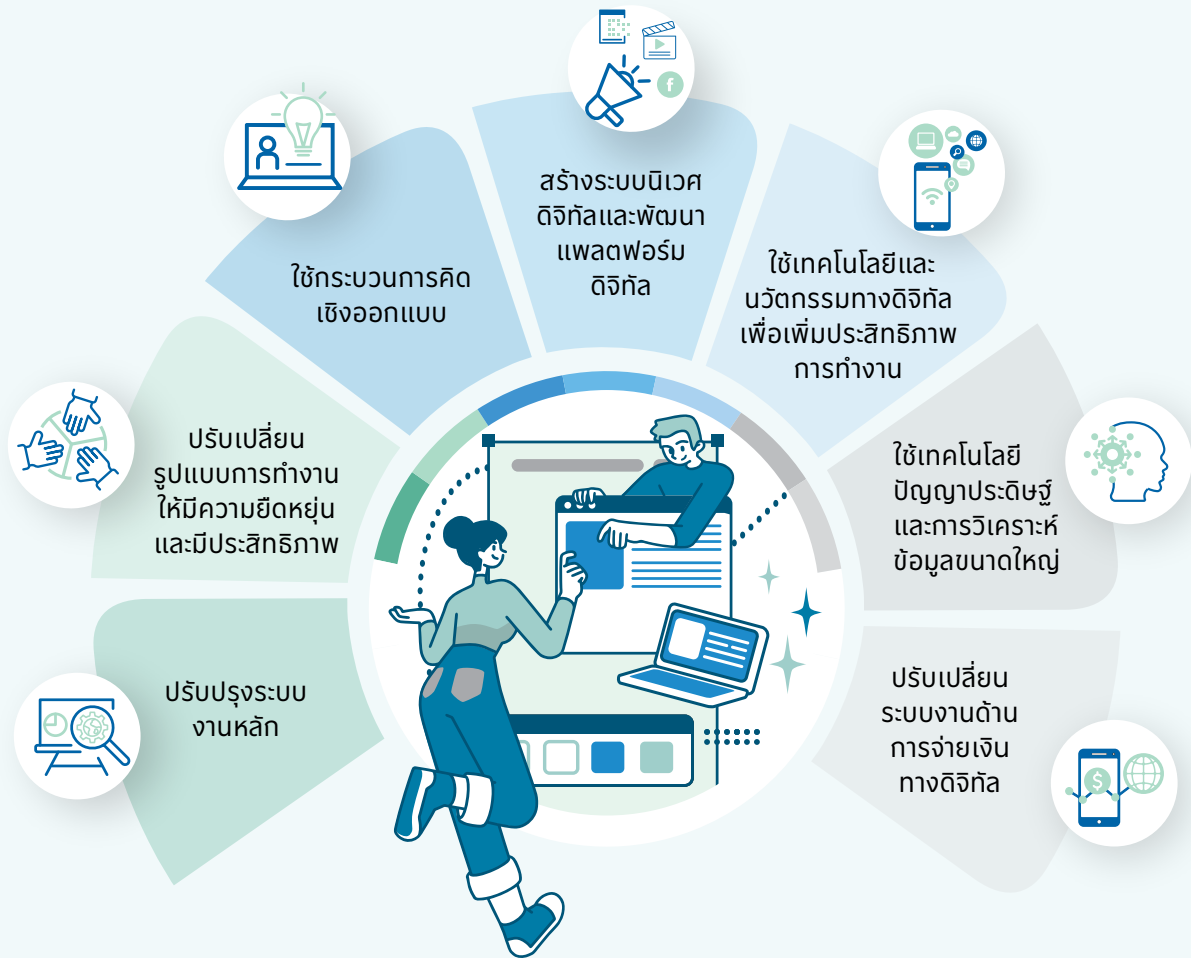 ปรับปรุงระบบ
งานหลัก
ปรับเปลี่ยน
รูปแบบการทำงาน
ให้มีความยืดหยุ่น
และมีประสิทธิภาพ
ใช้กระบวนการคิด
เชิงออกแบบ
สร้างระบบนิเวศ
ดิจิทัลและพัฒนา
แพลตฟอร์ม
ดิจิทัล
ใช้เทคโนโลยีและ
นวัตกรรมทางดิจิทัล
เพื่อเพิ่มประสิทธิภาพ
การทำงาน
ใช้เทคโนโลยี
ปัญญาประดิษฐ์
และการวิเคราะห์
ข้อมูลขนาดใหญ่
ปรับเปลี่ยน
ระบบงานด้าน
การจ่ายเงิน
ทางดิจิทัล